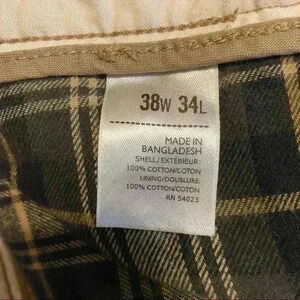 38W 34L
MADE IN
BANGLADESH
SHELL/EXTÉRIEUR:
100% COTTON/COTON
LINING/DOUBLURE:
100% COTTON/COTON
RN 54023